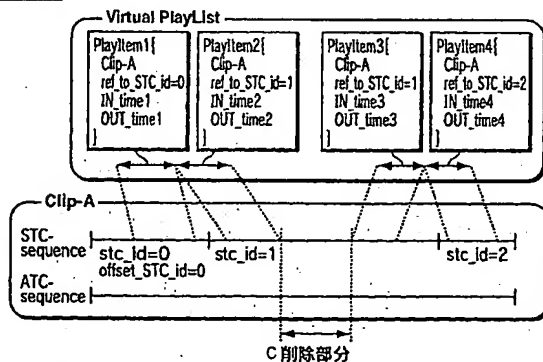 Virtual PlayList
PlayItem1{
Clip-A
ref_to_STC_id=0
IN_time1
OUT_time1
}
PlayItem2{
Clip-A
ref_to_STC_id=1
IN_time2
OUT_time2
}
PlayItem3{
Clip-A
ref_to_STC_id=1
IN_time3
OUT_time3
}
PlayItem4{
Clip-A
ref_to_STC_id=2
IN_time4
OUT_time4
}
Clip-A
STC-
sequence
stc_id=0
offset_STC_id=0
stc_id=1
stc_id=2
ATC-
sequence
C 削除部分